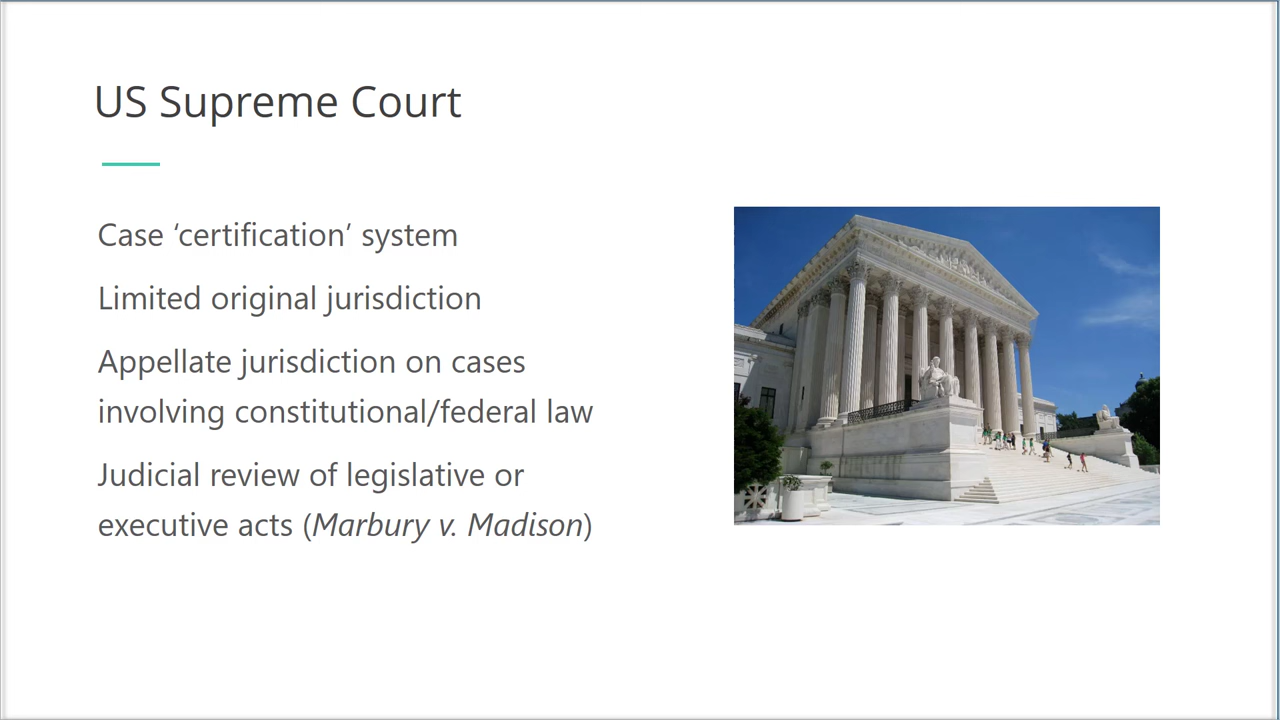 US Supreme Court
Case ‘certification’ system
Limited original jurisdiction
Appellate jurisdiction on cases
involving constitutional/federal law
Judicial review of legislative or
executive acts (Marbury v. Madison)